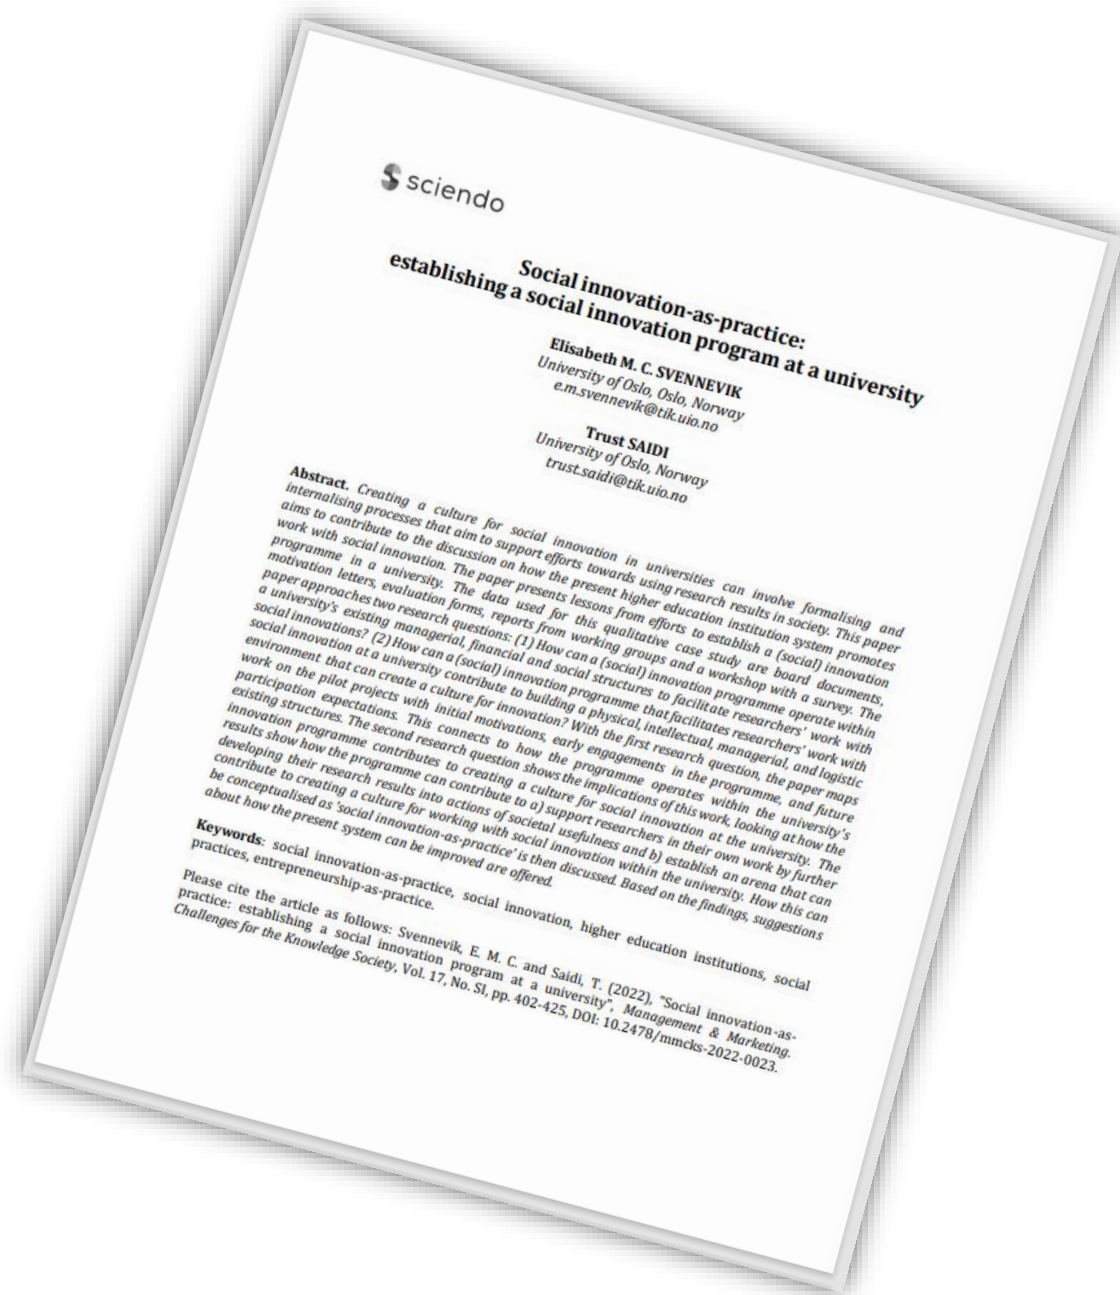 sciendo
Social innovation-as-practice:
establishing a social innovation program at a university
Elisabeth M. C. SVENNEVIK
University of Oslo, Oslo, Norway
e.m.svennevik@tik.uio.no
Trust SAIDI
University of Oslo, Norway
trust.saidi@tik.uio.no
Abstract. Creating a culture for social innovation in universities can involve formalising and
internalising processes that aim to support efforts towards using research results in society. This paper
aims to contribute to the discussion on how the present higher education institution system promotes
work with social innovation. The paper presents lessons from efforts to establish a (social) innovation
programme in a university. The data used for this qualitative case study are board documents,
motivation letters, evaluation forms, reports from working groups and a workshop with a survey. The
paper approaches two research questions: (1) How can a (social) innovation programme operate within
a university's existing managerial, financial and social structures to facilitate researchers' work with
social innovations? (2) How can a (social) innovation programme that facilitates researchers' work with
social innovation at a university contribute to building a physical, intellectual, managerial, and logistic
environment that can create a culture for innovation? With the first research question, the paper maps
work on the pilot projects with initial motivations, early engagements in the programme, and future
participation expectations. This connects to how the programme operates within the university's
existing structures. The second research question shows the implications of this work, looking at how the
innovation programme contributes to creating a culture for social innovation at the university. The
results show how the programme can contribute to a) support researchers in their own work by further
developing their research results into actions of societal usefulness and b) establish an arena that can
contribute to creating a culture for working with social innovation within the university. How this can
be conceptualised as 'social innovation-as-practice' is then discussed. Based on the findings, suggestions
about how the present system can be improved are offered.
Keywords: social innovation-as-practice, social innovation, higher education institutions, social
practices, entrepreneurship-as-practice.
Please cite the article as follows: Svennevik, E. M. C. and Saidi, T. (2022), "Social innovation-as-
practice: establishing a social innovation program at a university", Management & Marketing.
Challenges for the Knowledge Society, Vol. 17, No. SI, pp. 402-425, DOI: 10.2478/mmcks-2022-0023.